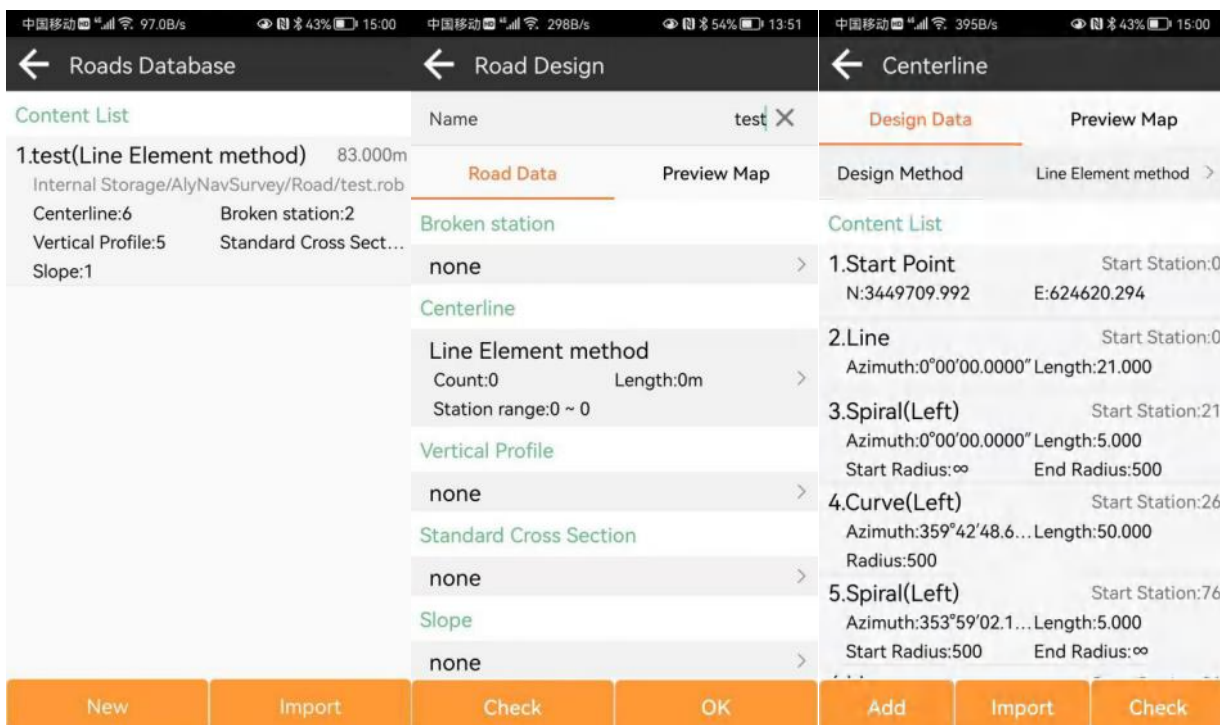 中国移动 HD 46 97.0B/s 43% 15:00
Roads Database
Content List
1.test(Line Element method) 83.000m
Internal Storage/AlyNavSurvey/Road/test.rob
Centerline:6 Broken station:2
Vertical Profile:5 Standard Cross Sect...
Slope:1
New Import
中国移动 HD 46 298B/s 54% 13:51
Road Design
Name test
Road Data Preview Map
Broken station
none
Centerline
Line Element method
Count:0 Length:0m
Station range:0 ~ 0
Vertical Profile
none
Standard Cross Section
none
Slope
none
Check OK
中国移动 HD 46 395B/s 43% 15:00
Centerline
Design Data Preview Map
Design Method Line Element method
Content List
1.Start Point Start Station:0
N:3449709.992 E:624620.294
2.Line Start Station:0
Azimuth:0°00'00.0000" Length:21.000
3.Spiral(Left) Start Station:21
Azimuth:0°00'00.0000" Length:5.000
Start Radius:∞ End Radius:500
4.Curve(Left) Start Station:26
Azimuth:359°42'48.6... Length:50.000
Radius:500
5.Spiral(Left) Start Station:76
Azimuth:353°59'02.1... Length:5.000
Start Radius:500 End Radius:∞
Add Import Check